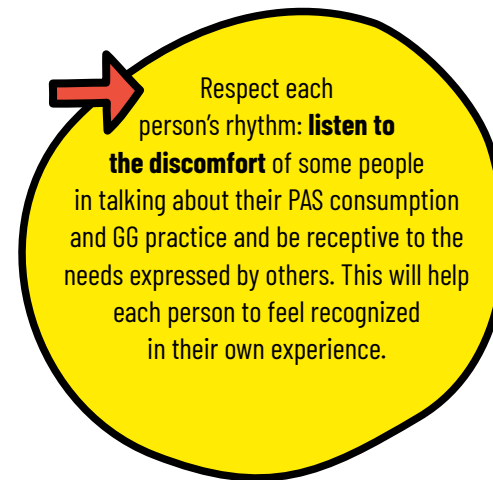 Respect each
person's rhythm: listen to
the discomfort of some people
in talking about their PAS consumption
and GG practice and be receptive to the
needs expressed by others. This will help
each person to feel recognized
in their own experience.